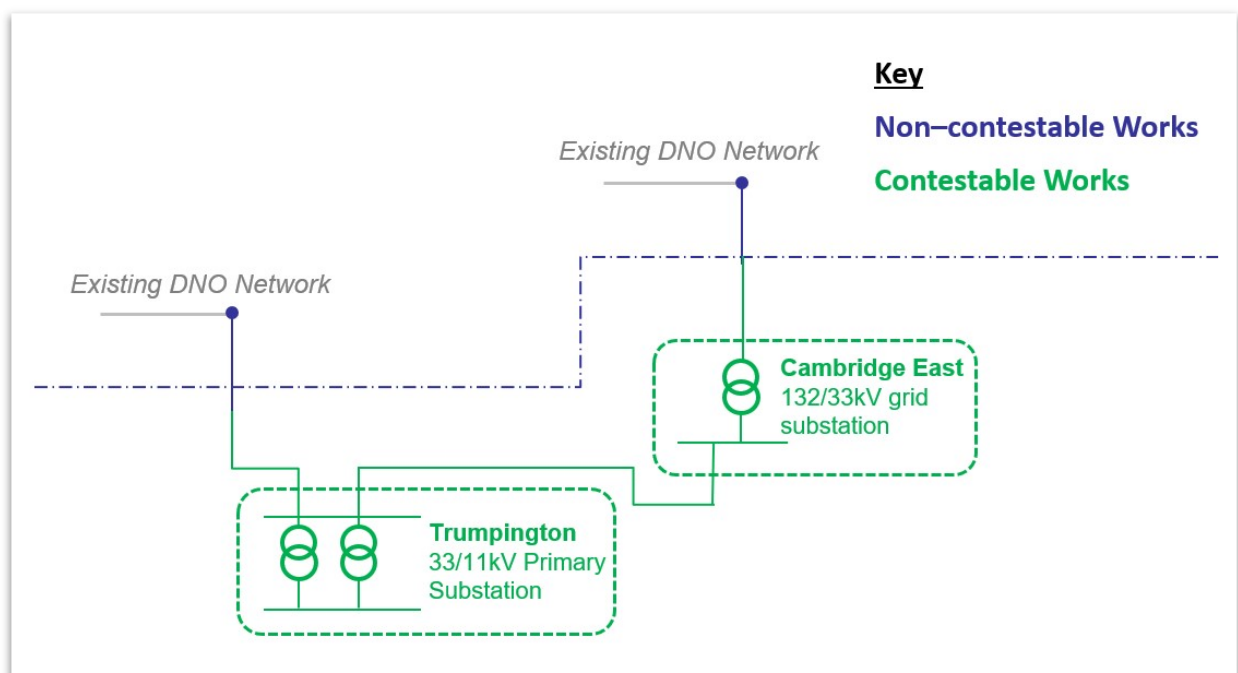 Key
Non–contestable Works
Contestable Works
Existing DNO Network
Existing DNO Network
Cambridge East
132/33kV grid
substation
Trumpington
33/11kV Primary
Substation